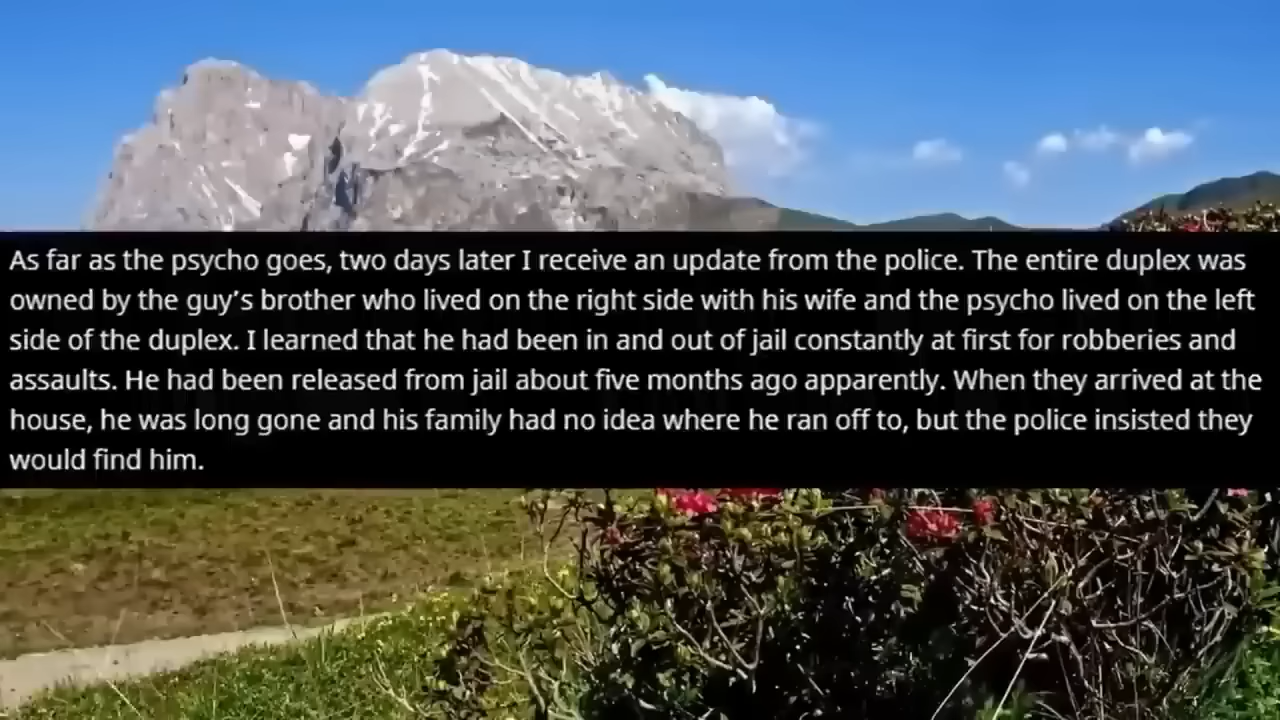 As far as the psycho goes, two days later I receive an update from the police. The entire duplex was
owned by the guy’s brother who lived on the right side with his wife and the psycho lived on the left
side of the duplex. I learned that he had been in and out of jail constantly at first for robberies and
assaults. He had been released from jail about five months ago apparently. When they arrived at the
house, he was long gone and his family had no idea where he ran off to, but the police insisted they
would find him.